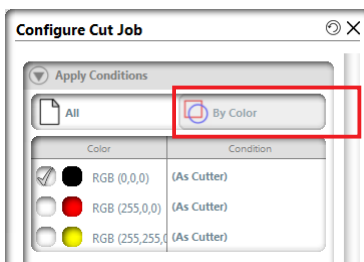 Configure Cut Job
Apply Conditions
All By Color
Color Condition
RGB (0,0,0) (As Cutter)
RGB (255,0,0) (As Cutter)
RGB (255,255,0 (As Cutter)